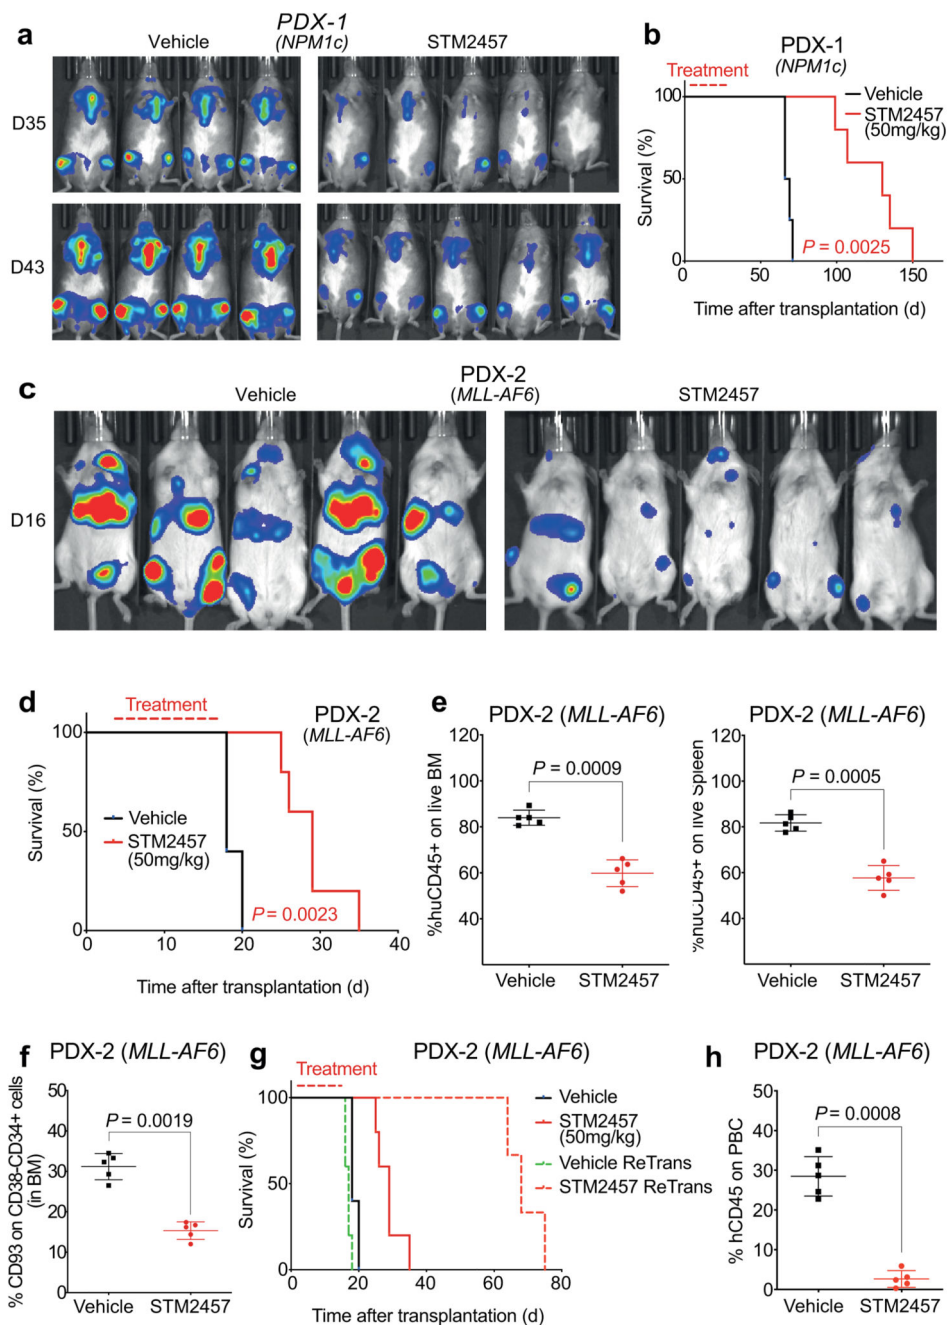 a
PDX-1
(NPM1c)
Vehicle
STM2457
D35
D43
b
PDX-1
(NPM1c)
Treatment
Vehicle
STM2457
(50mg/kg)
100
50
0
Survival (%)
P = 0.0025
0 50 100 150
Time after transplantation (d)
c
PDX-2
(MLL-AF6)
Vehicle
STM2457
D16
d
Treatment
PDX-2
(MLL-AF6)
100
50
0
Survival (%)
Vehicle
STM2457
(50mg/kg)
P = 0.0023
0 10 20 30 40
Time after transplantation (d)
e
PDX-2 (MLL-AF6)
120
100
80
60
40
%huCD45+ on live BM
P = 0.0009
Vehicle STM2457
PDX-2 (MLL-AF6)
120
100
80
60
40
%huCD45+ on live Spleen
P = 0.0005
Vehicle STM2457
f
PDX-2 (MLL-AF6)
50
40
30
20
10
0
% CD93 on CD38-CD34+ cells
(in BM)
P = 0.0019
Vehicle STM2457
g
PDX-2 (MLL-AF6)
Treatment
100
50
0
Survival (%)
Vehicle
STM2457
(50mg/kg)
Vehicle ReTrans
STM2457 ReTrans
0 20 40 60 80
Time after transplantation (d)
h
PDX-2 (MLL-AF6)
50
40
30
20
10
0
% hCD45 on PBC
P = 0.0008
Vehicle STM2457